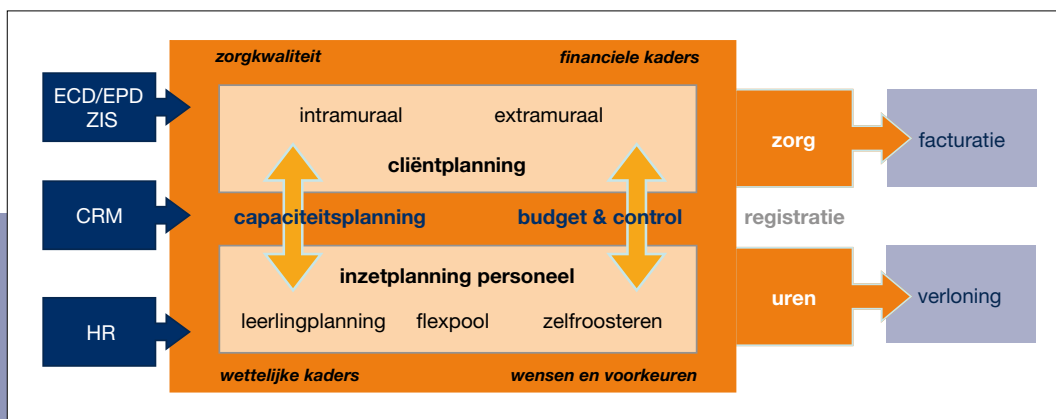 zorgkwaliteit
financiele kaders
ECD/EPD
ZIS
intramuraal
extramuraal
cliëntplanning
zorg
facturatie
CRM
capaciteitsplanning
budget & control
registratie
inzetplanning personeel
HR
leerlingplanning
flexpool
zelfroosteren
uren
verloning
wettelijke kaders
wensen en voorkeuren